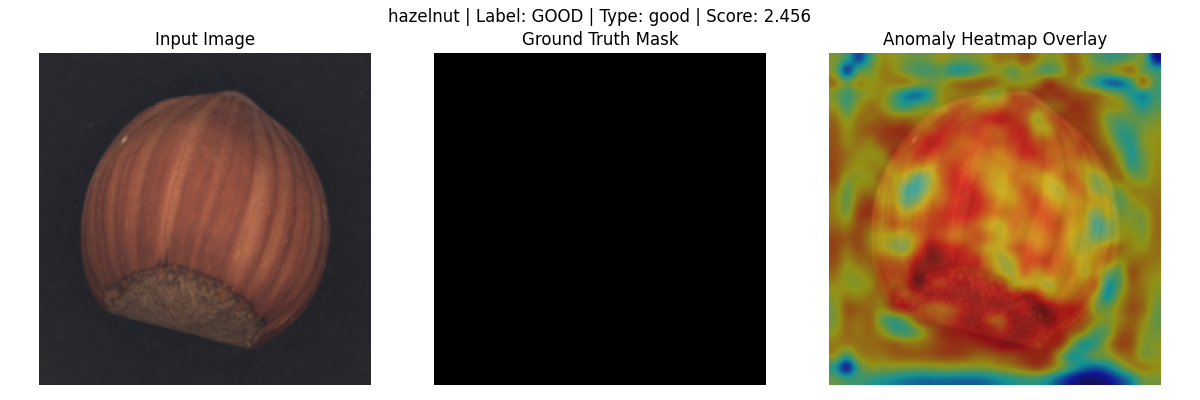 hazelnut | Label: GOOD | Type: good | Score: 2.456
Input Image
Ground Truth Mask
Anomaly Heatmap Overlay